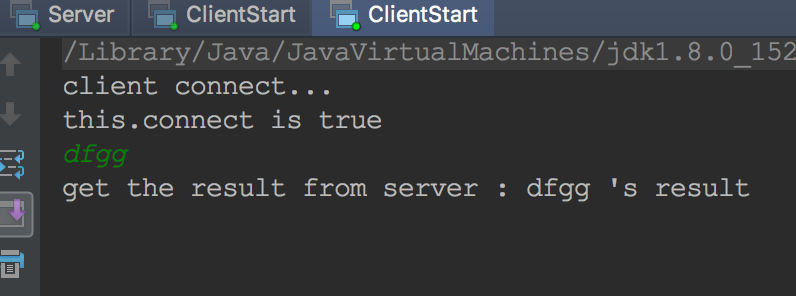 Server ClientStart ClientStart
/Library/Java/JavaVirtualMachines/jdk1.8.0_152
client connect...
this.connect is true
dfgg
get the result from server : dfgg 's result